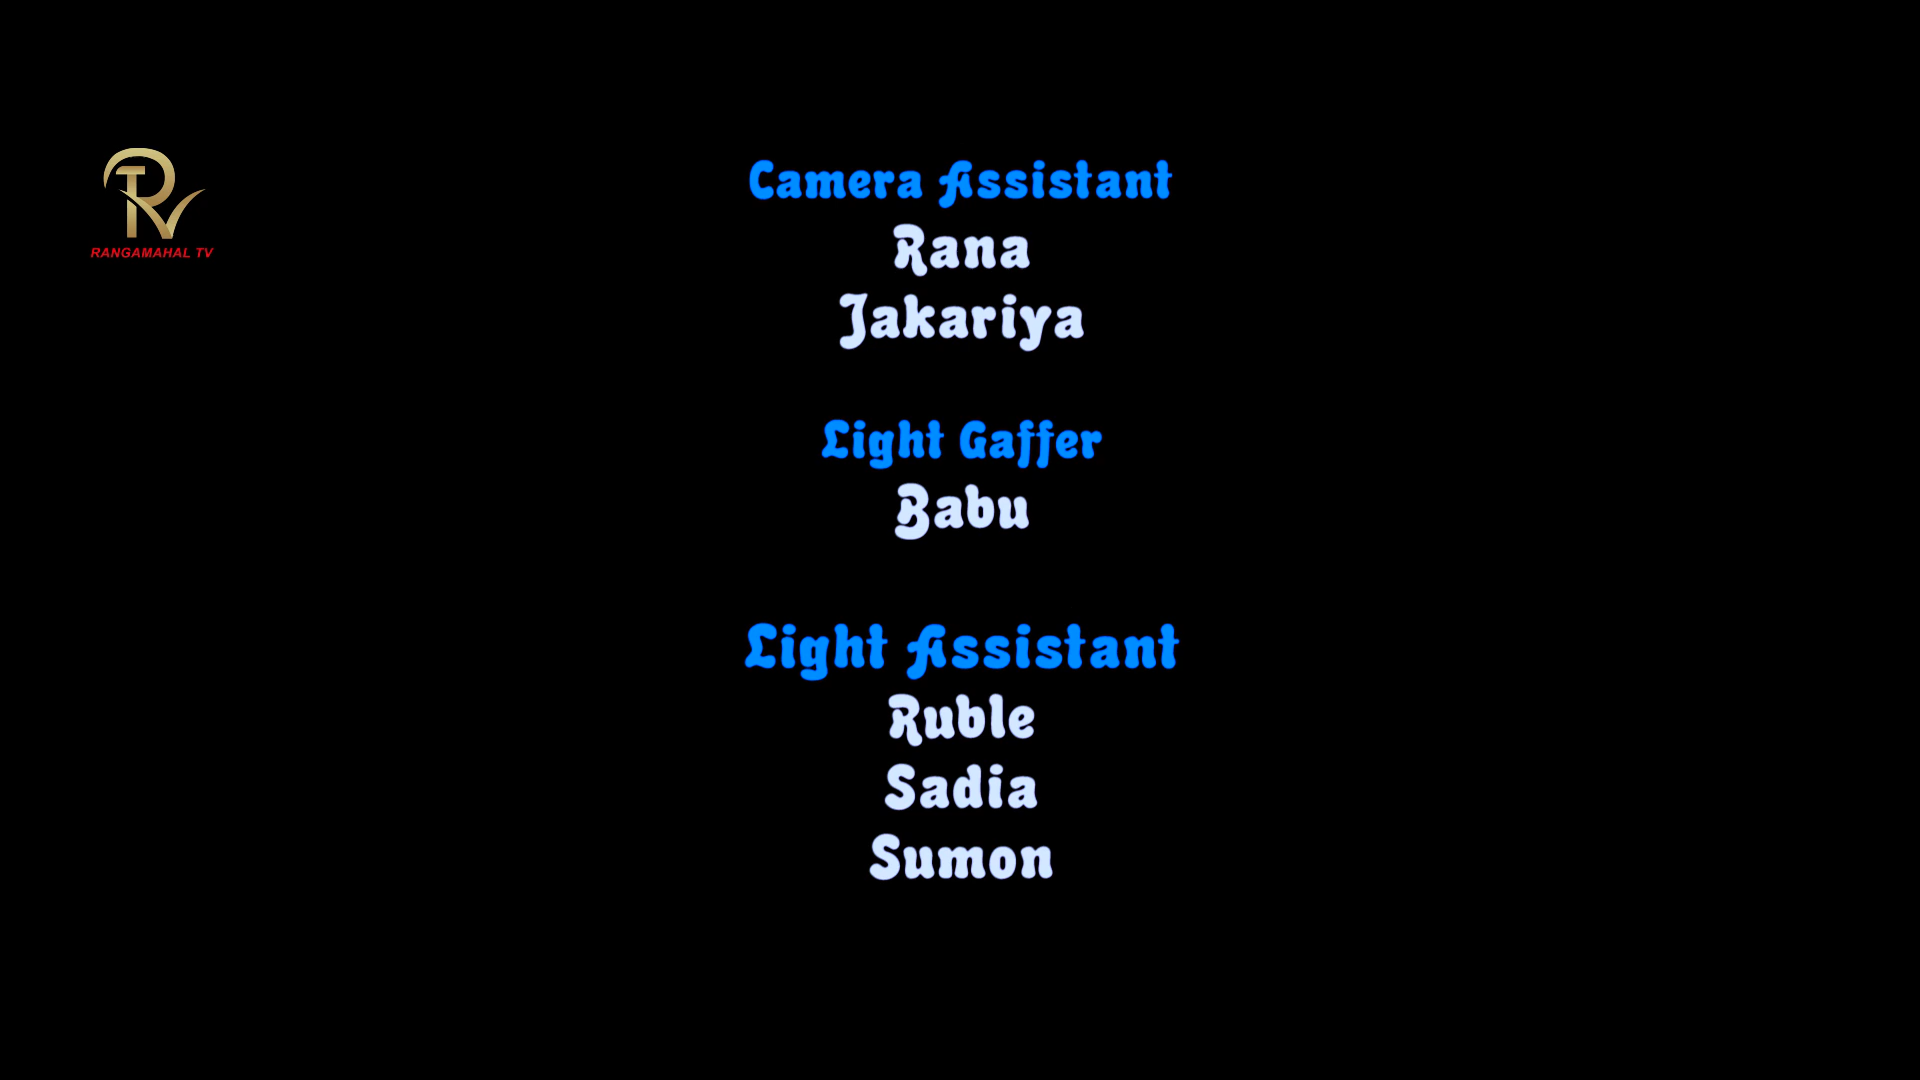 RANGAMAHAL TV
Camera Assistant
Rana
Jakariya
Light Gaffer
Babu
Light Assistant
Ruble
Sadia
Sumon